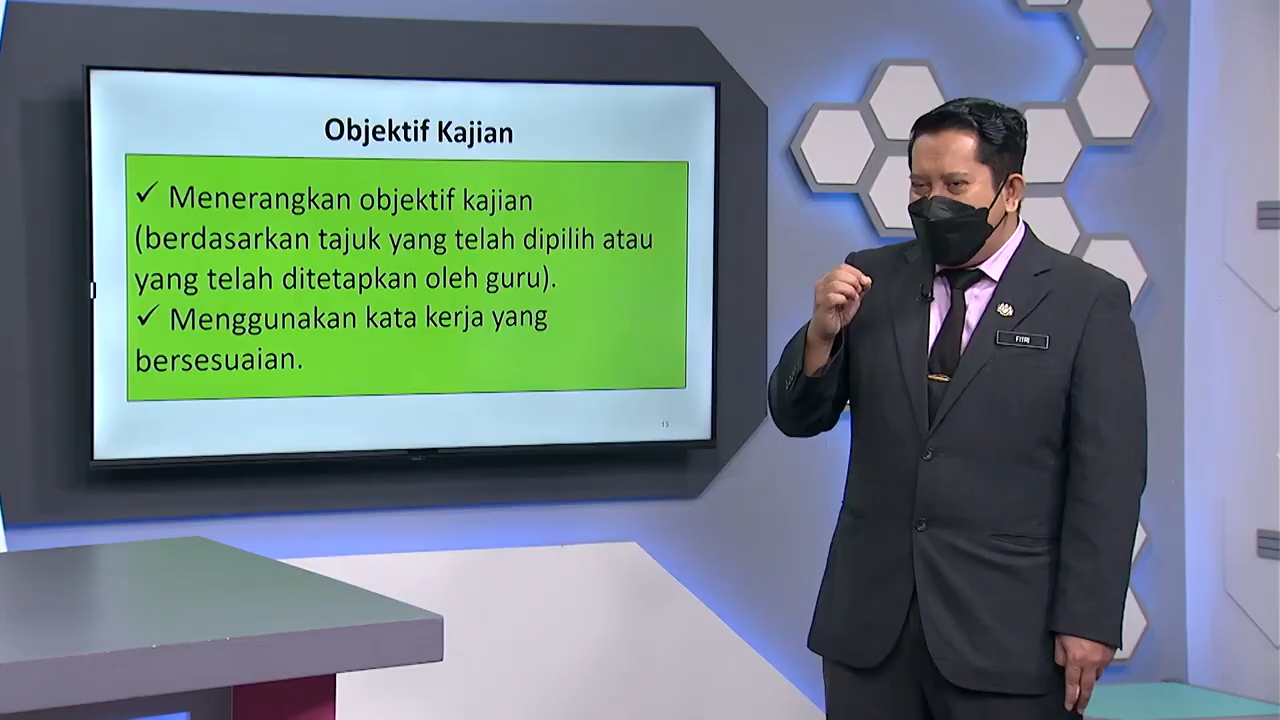 Objektif Kajian
✓ Menerangkan objektif kajian
(berdasarkan tajuk yang telah dipilih atau
yang telah ditetapkan oleh guru).
✓ Menggunakan kata kerja yang
bersesuaian.
13
FITRI